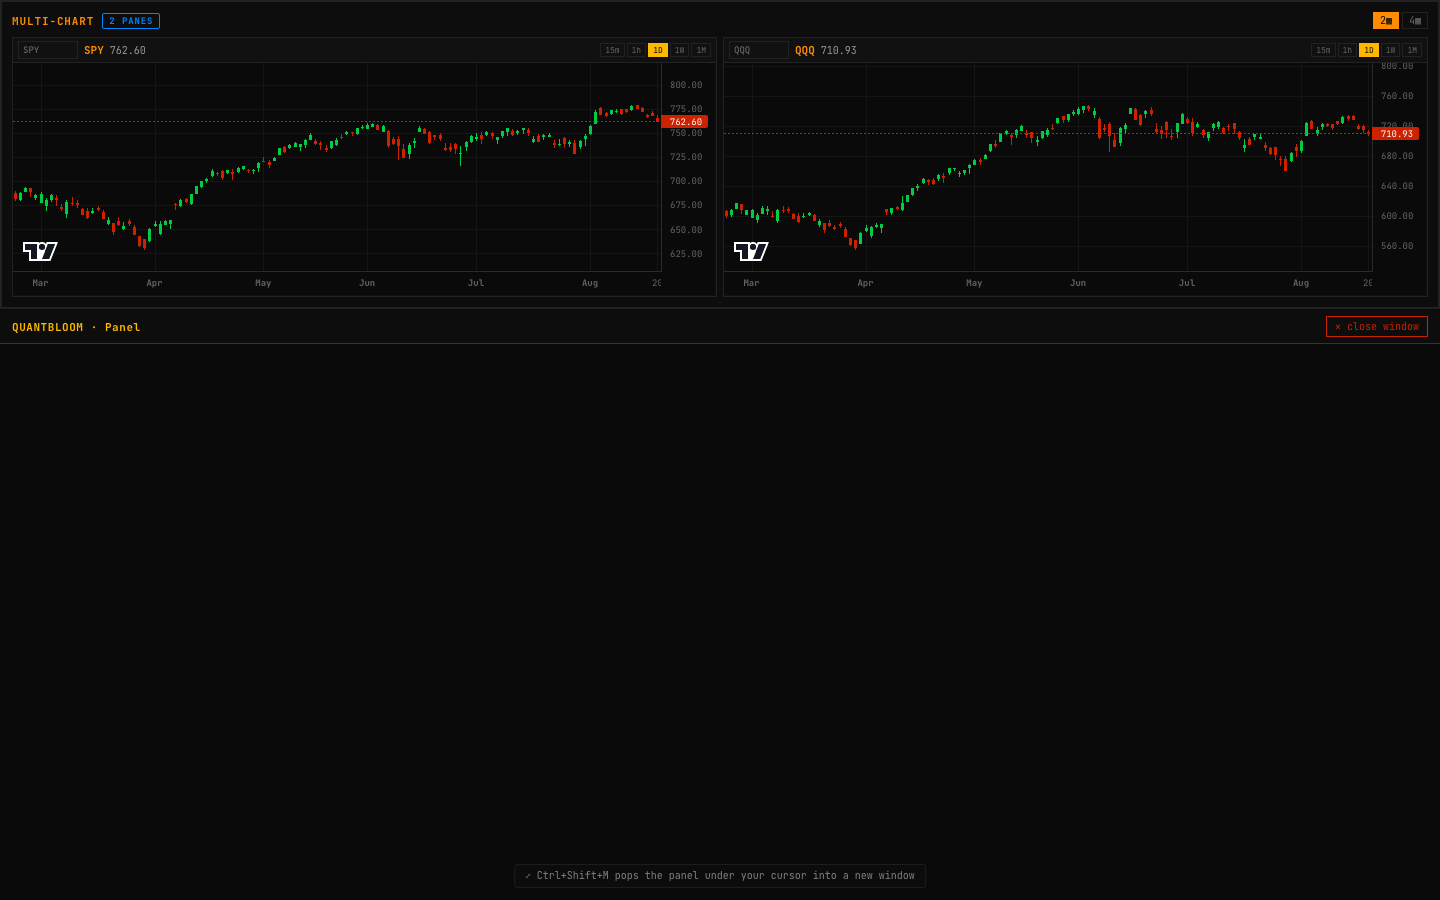 MULTI-CHART 2 PANES 2▦ 4▦
SPY SPY 762.60 15m 1h 1D 1W 1M
800.00
775.00
762.60
750.00
725.00
700.00
675.00
650.00
625.00
Mar Apr May Jun Jul Aug 20
QQQ QQQ 710.93 15m 1h 1D 1W 1M
800.00
760.00
720.00
710.93
680.00
640.00
600.00
560.00
Mar Apr May Jun Jul Aug 20
QUANTBLOOM · Panel × close window
⤢ Ctrl+Shift+M pops the panel under your cursor into a new window